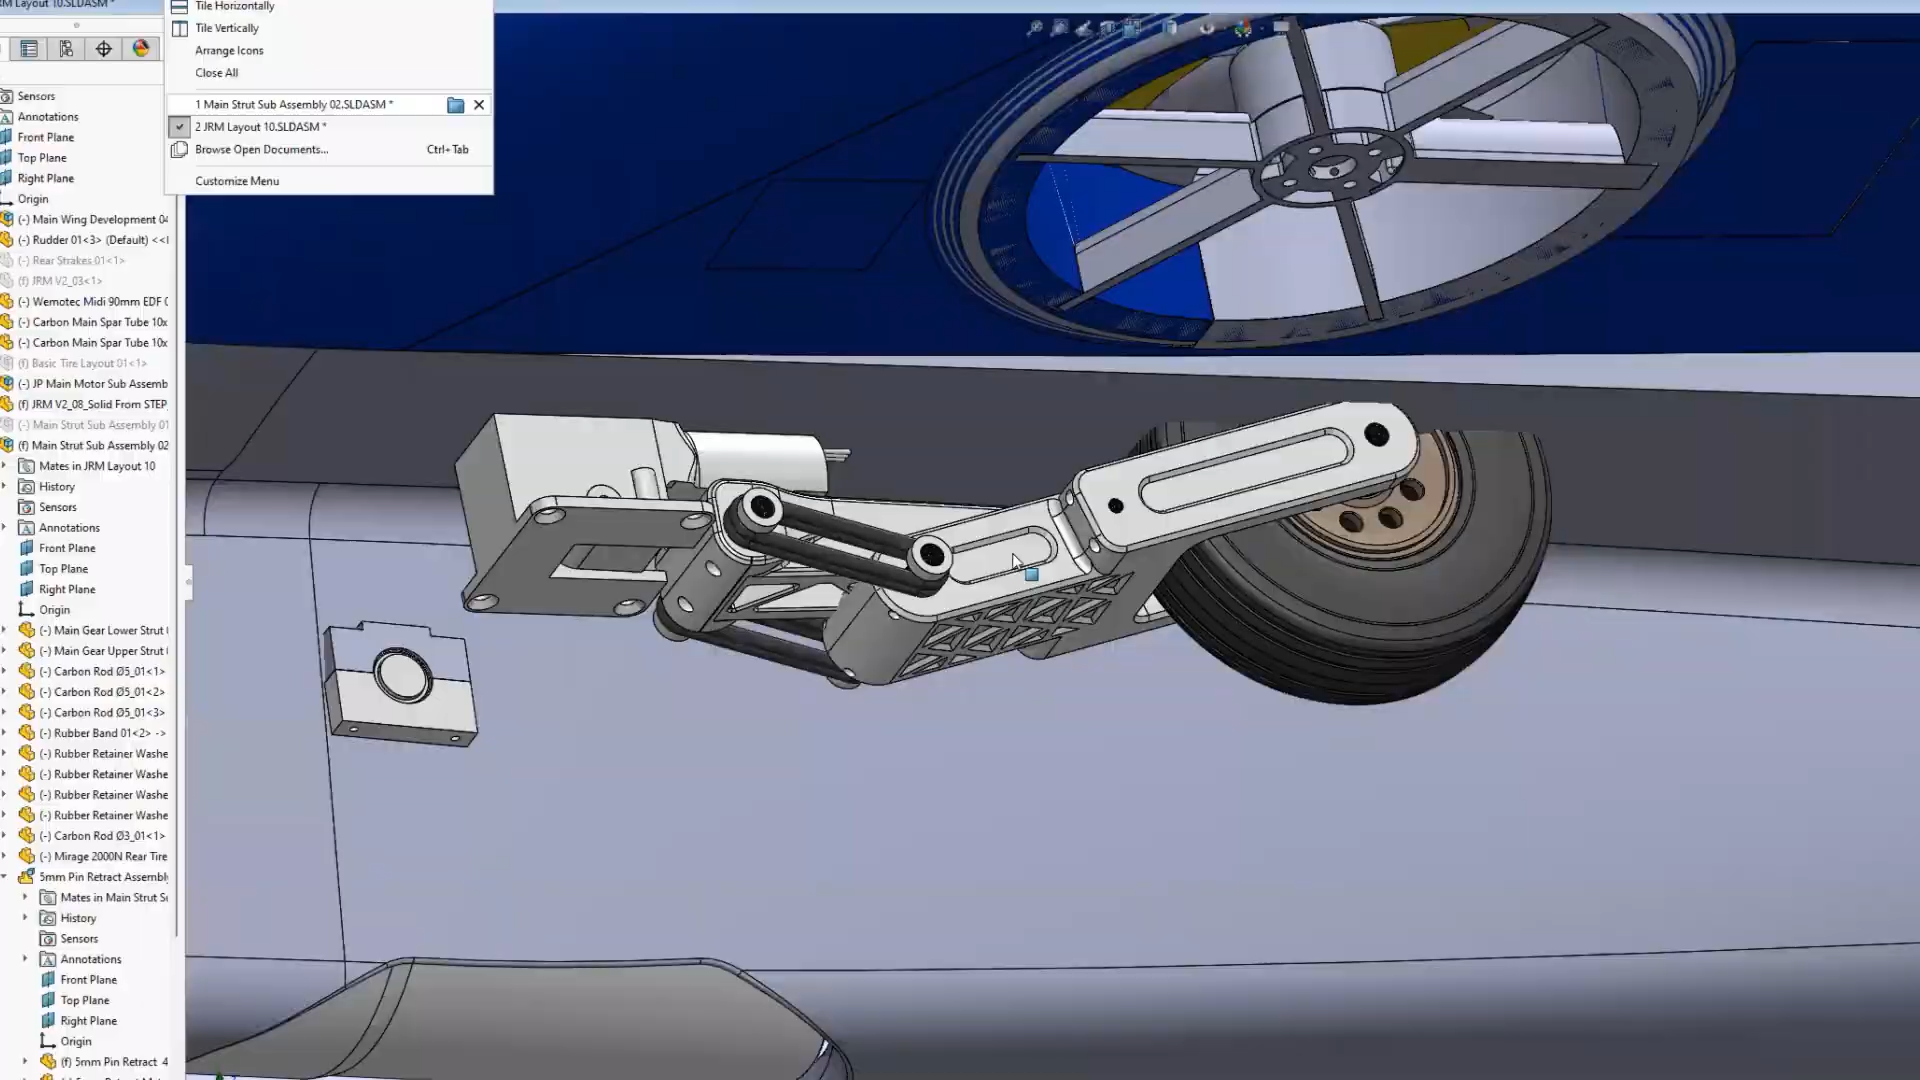 RM Layout 10.SLDASM *
Tile Horizontally
Tile Vertically
Arrange Icons
Close All
1 Main Strut Sub Assembly 02.SLDASM *
2 JRM Layout 10.SLDASM *
Browse Open Documents... Ctrl+Tab
Customize Menu
Sensors
Annotations
Front Plane
Top Plane
Right Plane
Origin
(-) Main Wing Development 04
(-) Rudder 01<3> (Default) <<
(-) Rear Strakes 01<1>
(f) JRM V2_03<1>
(-) Wemotec Midi 90mm EDF
(-) Carbon Main Spar Tube 10x
(-) Carbon Main Spar Tube 10x
(f) Basic Tire Layout 01<1>
(-) JP Main Motor Sub Assemb
(f) JRM V2_08_Solid From STEP
(-) Main Strut Sub Assembly 01
(f) Main Strut Sub Assembly 02
Mates in JRM Layout 10
History
Sensors
Annotations
Front Plane
Top Plane
Right Plane
Origin
(-) Main Gear Lower Strut
(-) Main Gear Upper Strut
(-) Carbon Rod Ø5_01<1>
(-) Carbon Rod Ø5_01<2>
(-) Carbon Rod Ø5_01<3>
(-) Rubber Band 01<2> ->
(-) Rubber Retainer Washe
(-) Rubber Retainer Washe
(-) Rubber Retainer Washe
(-) Rubber Retainer Washe
(-) Carbon Rod Ø3_01<1>
(-) Mirage 2000N Rear Tire
5mm Pin Retract Assembl
Mates in Main Strut S
History
Sensors
Annotations
Front Plane
Top Plane
Right Plane
Origin
(f) 5mm Pin Retract 4